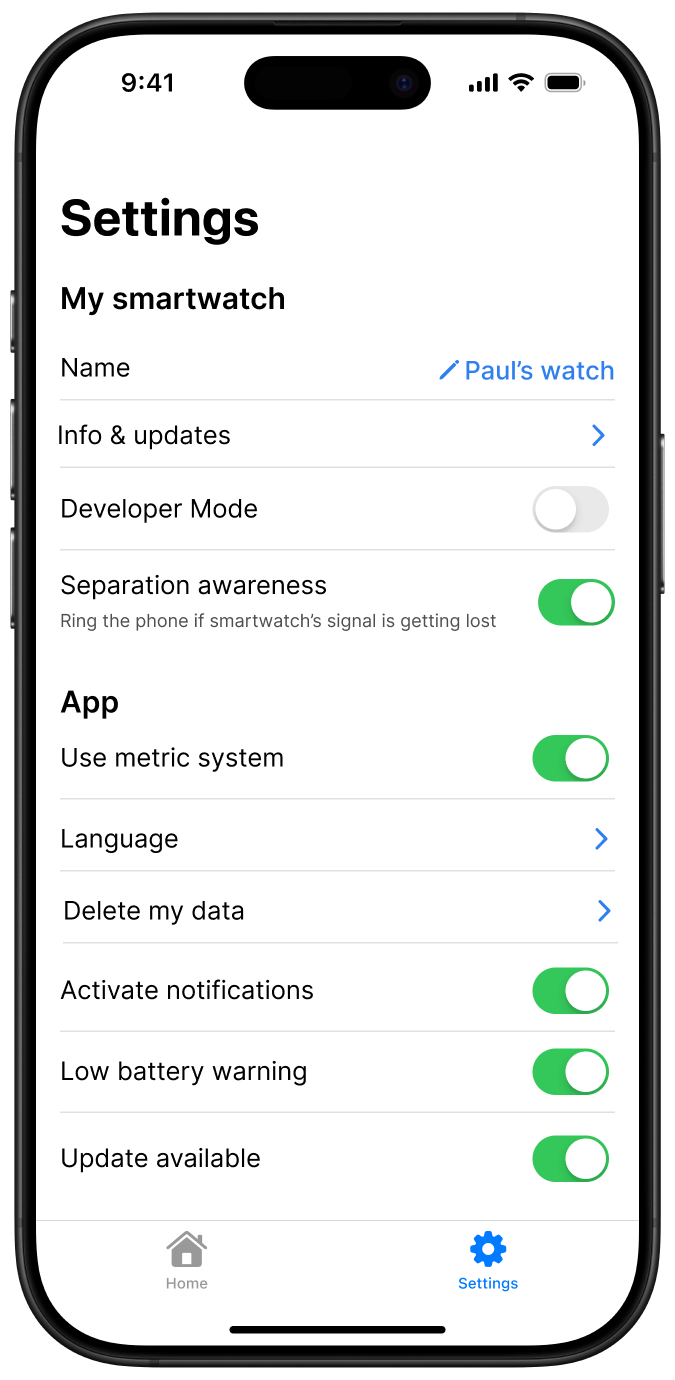 9:41
Settings
My smartwatch
Name
Paul’s watch
Info & updates
Developer Mode
Separation awareness
Ring the phone if smartwatch’s signal is getting lost
App
Use metric system
Language
Delete my data
Activate notifications
Low battery warning
Update available
Home
Settings